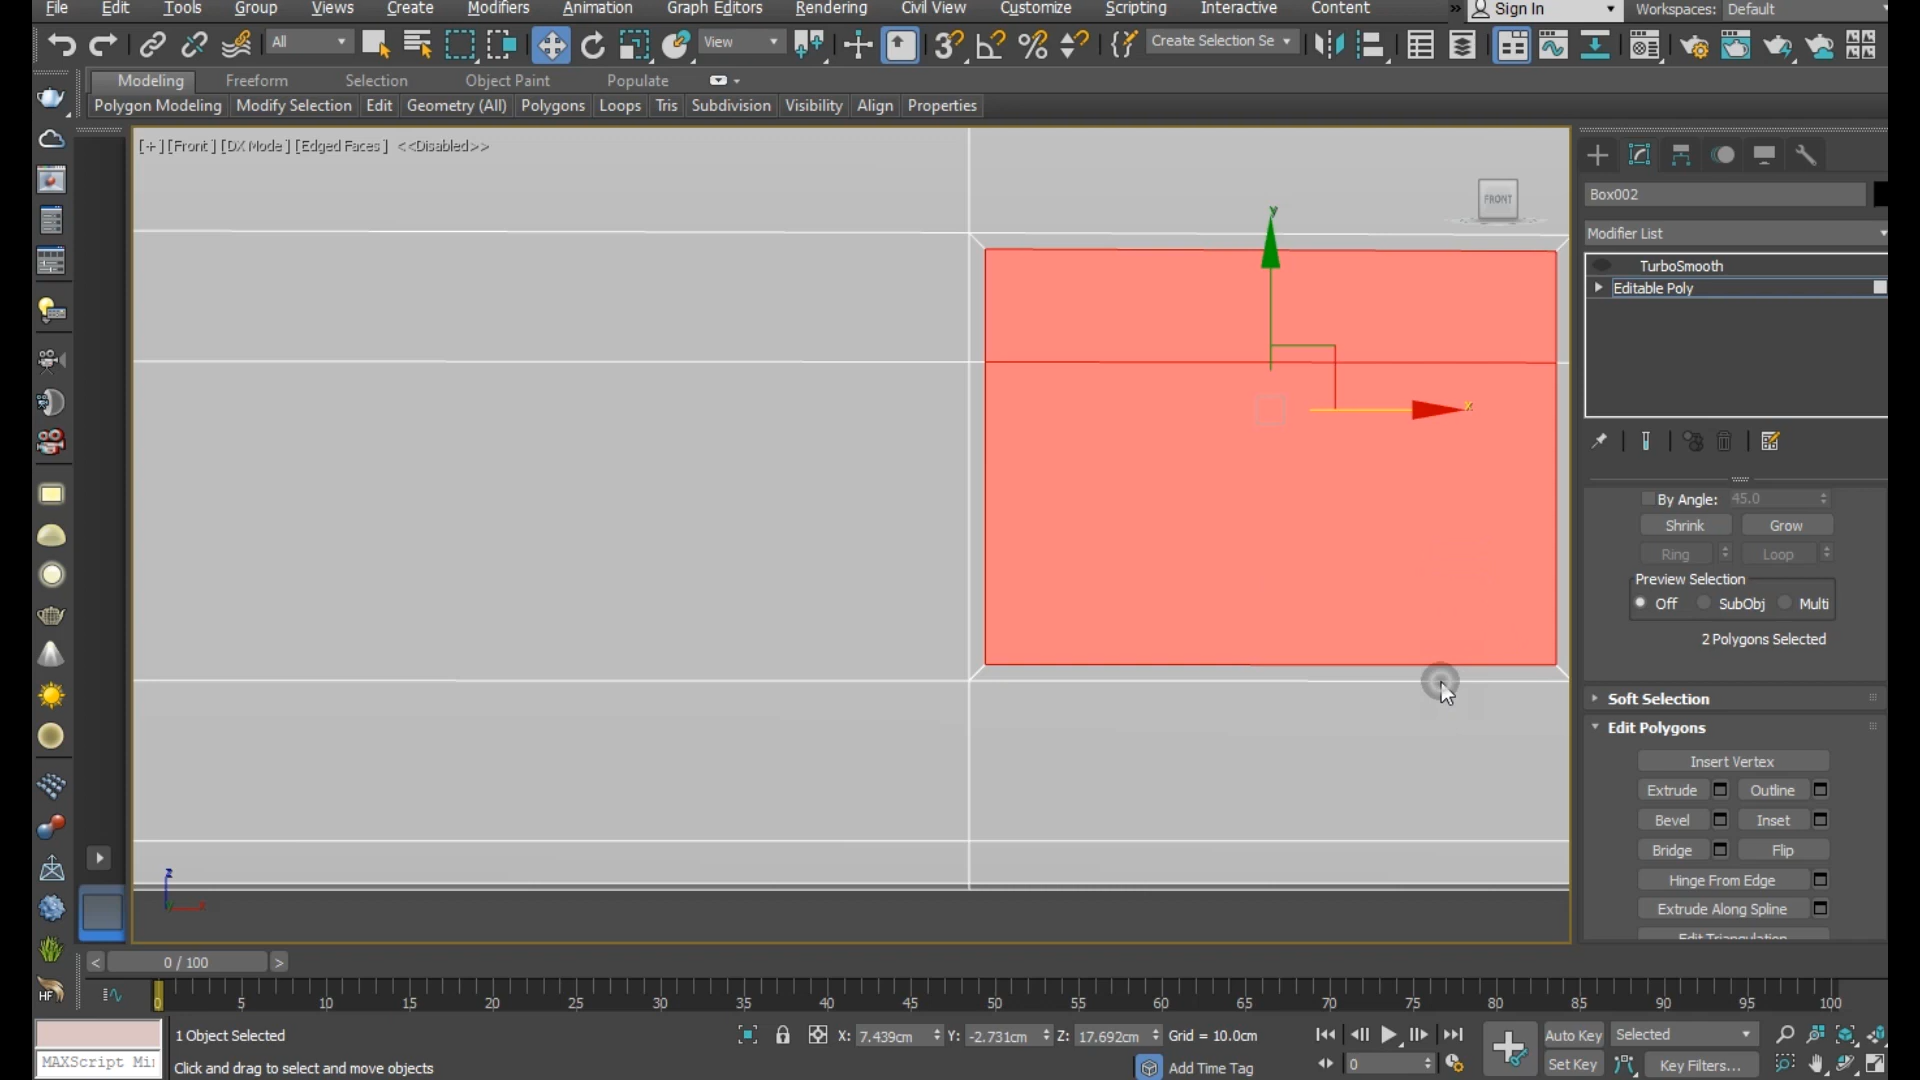 File Edit Tools Group Views Create Modifiers Animation Graph Editors Rendering Civil View Customize Scripting Interactive Content » Sign In Workspaces: Default
All View Create Selection Se
Modeling Freeform Selection Object Paint Populate
Polygon Modeling Modify Selection Edit Geometry (All) Polygons Loops Tris Subdivision Visibility Align Properties
[+] [Front] [DX Mode] [Edged Faces] <<Disabled>>
FRONT
y
x
z
Box002
Modifier List
TurboSmooth
Editable Poly
By Angle: 45.0
Shrink Grow
Ring Loop
Preview Selection
Off SubObj Multi
2 Polygons Selected
Soft Selection
Edit Polygons
Insert Vertex
Extrude Outline
Bevel Inset
Bridge Flip
Hinge From Edge
Extrude Along Spline
Edit Triangulation
HF
< 0 / 100 >
0 5 10 15 20 25 30 35 40 45 50 55 60 65 70 75 80 85 90 95 100
1 Object Selected X: 7.439cm Y: -2.731cm Z: 17.692cm Grid = 10.0cm Auto Key Selected
MAXScript Mi Click and drag to select and move objects Add Time Tag 0 Set Key Key Filters...